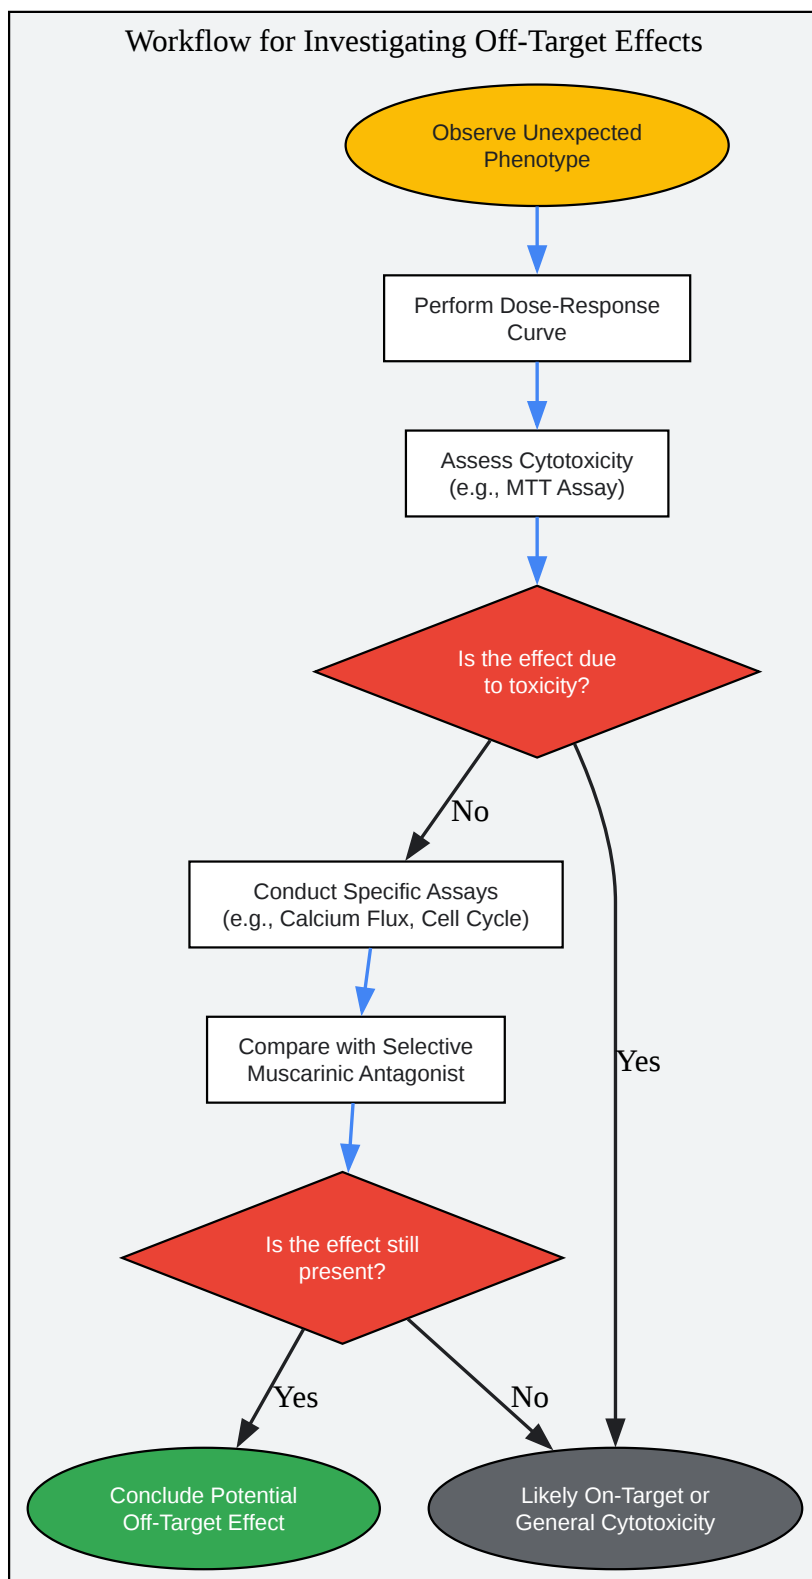 Workflow for Investigating Off-Target Effects
Observe Unexpected
Phenotype
Perform Dose-Response
Curve
Assess Cytotoxicity
(e.g., MTT Assay)
Is the effect due
to toxicity?
No
Conduct Specific Assays
(e.g., Calcium Flux, Cell Cycle)
Compare with Selective
Muscarinic Antagonist
Yes
Is the effect still
present?
Yes
No
Conclude Potential
Off-Target Effect
Likely On-Target or
General Cytotoxicity